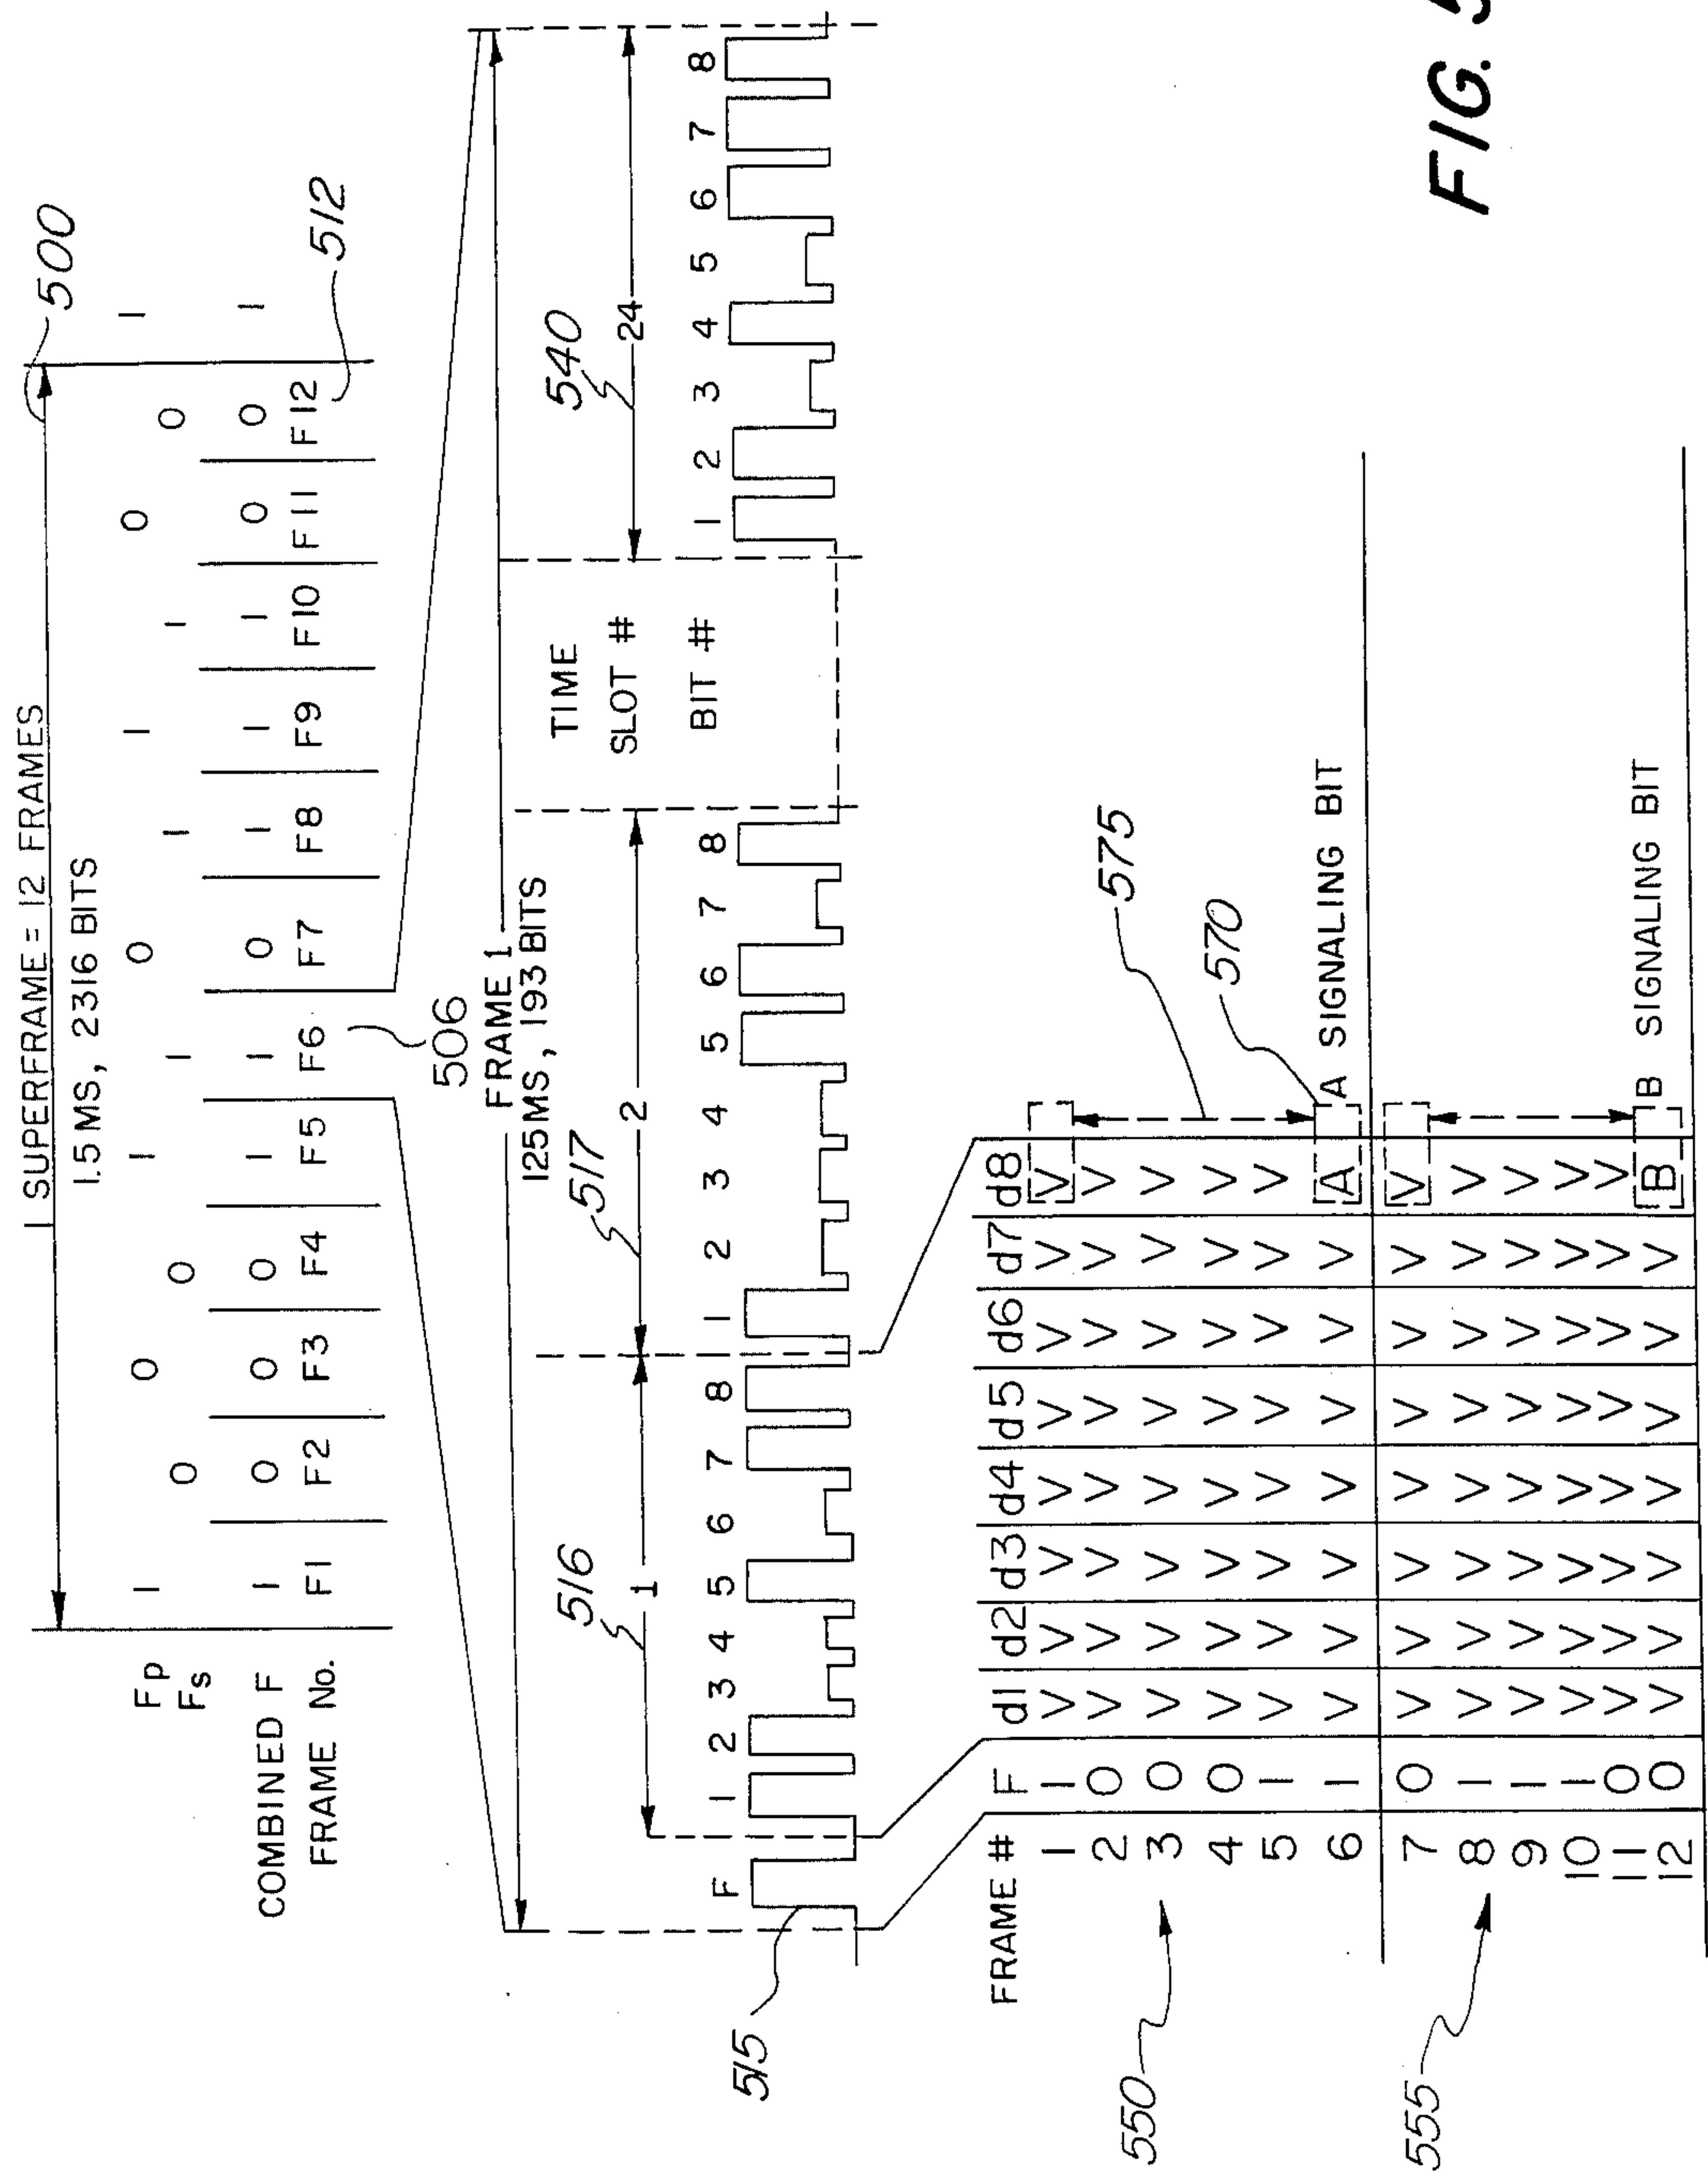 1 SUPERFRAME = 12 FRAMES
500
1.5 MS, 2316 BITS
Fp 1 0 1 0 1 0 1
Fs 0 0 1 1 1 0
COMBINED F 1 0 0 0 1 1 0 1 1 1 0 0 1
FRAME No. F1 F2 F3 F4 F5 F6 F7 F8 F9 F10 F11 F12
512
506
FRAME 1
125MS, 193 BITS
516 517 540
TIME
1 2 SLOT # 24
F 1 2 3 4 5 6 7 8 1 2 3 4 5 6 7 8 BIT # 1 2 3 4 5 6 7 8
515
FRAME # F d1 d2 d3 d4 d5 d6 d7 d8
1 1 V V V V V V V V
2 0 V V V V V V V V
575
3 0 V V V V V V V V
550
4 0 V V V V V V V V
5 1 V V V V V V V V
570
6 1 V V V V V V V A A SIGNALING BIT
7 0 V V V V V V V V
8 1 V V V V V V V V
555
9 1 V V V V V V V V
10 1 V V V V V V V V
11 0 V V V V V V V V
12 0 V V V V V V V B B SIGNALING BIT
FIG. 5